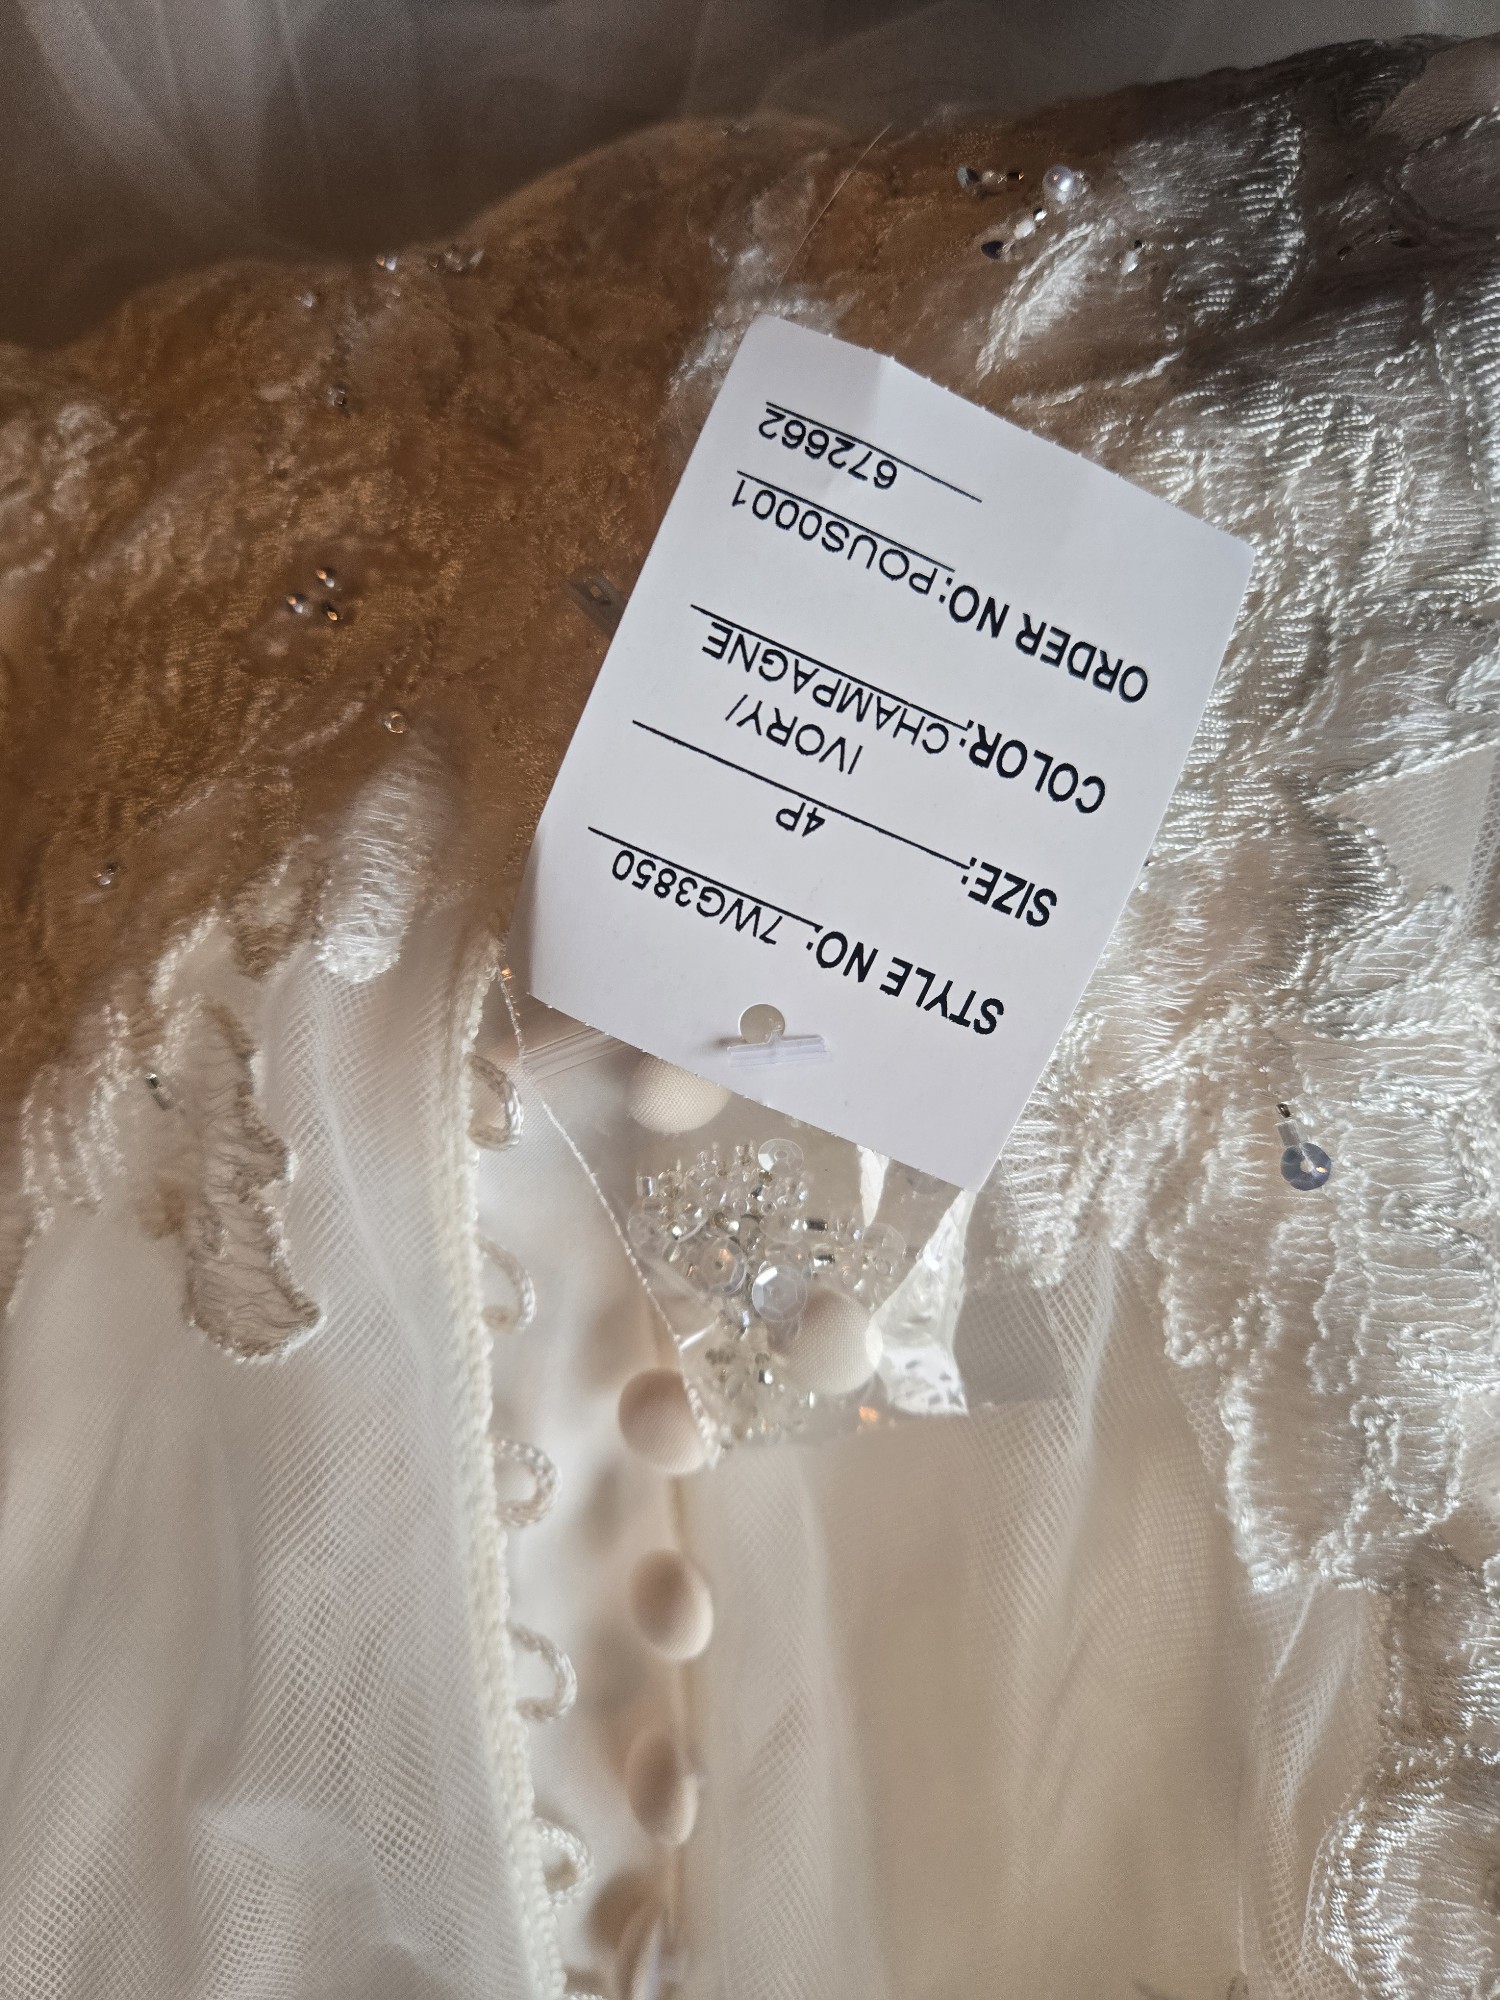 STYLE NO: 7WG3850
SIZE: 4P
IVORY/
COLOR: CHAMPAGNE
ORDER NO: POUS0001
672662